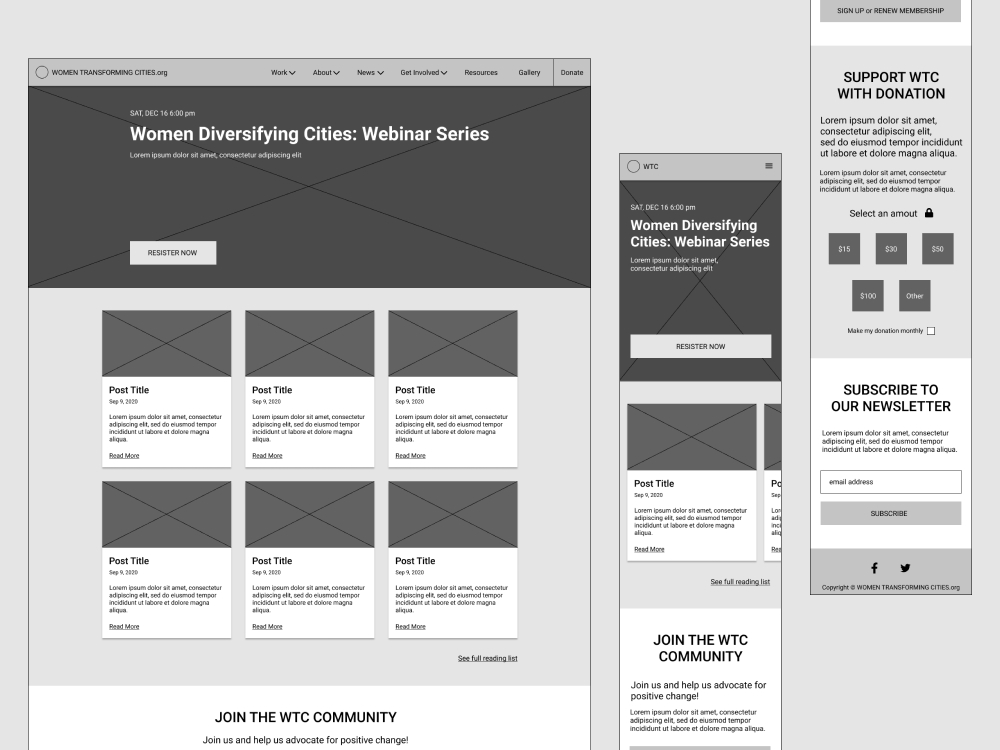 WOMEN TRANSFORMING CITIES.org
Work
About
News
Get Involved
Resources
Gallery
Donate
SAT, DEC 16 6:00 pm
Women Diversifying Cities: Webinar Series
Lorem ipsum dolor sit amet, consectetur adipiscing elit
RESISTER NOW
Post Title
Sep 9, 2020
Lorem ipsum dolor sit amet, consectetur
adipiscing elit, sed do eiusmod tempor
incididunt ut labore et dolore magna
aliqua.
Read More
Post Title
Sep 9, 2020
Lorem ipsum dolor sit amet, consectetur
adipiscing elit, sed do eiusmod tempor
incididunt ut labore et dolore magna
aliqua.
Read More
Post Title
Sep 9, 2020
Lorem ipsum dolor sit amet, consectetur
adipiscing elit, sed do eiusmod tempor
incididunt ut labore et dolore magna
aliqua.
Read More
Post Title
Sep 9, 2020
Lorem ipsum dolor sit amet, consectetur
adipiscing elit, sed do eiusmod tempor
incididunt ut labore et dolore magna
aliqua.
Read More
Post Title
Sep 9, 2020
Lorem ipsum dolor sit amet, consectetur
adipiscing elit, sed do eiusmod tempor
incididunt ut labore et dolore magna
aliqua.
Read More
Post Title
Sep 9, 2020
Lorem ipsum dolor sit amet, consectetur
adipiscing elit, sed do eiusmod tempor
incididunt ut labore et dolore magna
aliqua.
Read More
See full reading list
JOIN THE WTC COMMUNITY
Join us and help us advocate for positive change!
WTC
SAT, DEC 16 6:00 pm
Women Diversifying
Cities: Webinar Series
Lorem ipsum dolor sit amet,
consectetur adipiscing elit
RESISTER NOW
Post Title
Sep 9, 2020
Lorem ipsum dolor sit amet, consectetur
adipiscing elit, sed do eiusmod tempor
incididunt ut labore et dolore magna
aliqua.
Read More
Po
Sep
Lore
adip
inci
aliq
Read
See full reading list
JOIN THE WTC
COMMUNITY
Join us and help us advocate for
positive change!
Lorem ipsum dolor sit amet, consectetur
adipiscing elit, sed do eiusmod tempor
incididunt ut labore et dolore magna aliqua.
SIGN UP or RENEW MEMBERSHIP
SUPPORT WTC
WITH DONATION
Lorem ipsum dolor sit amet,
consectetur adipiscing elit,
sed do eiusmod tempor incididunt
ut labore et dolore magna aliqua.
Lorem ipsum dolor sit amet, consectetur
adipiscing elit, sed do eiusmod tempor
incididunt ut labore et dolore magna aliqua.
Select an amout
$15
$30
$50
$100
Other
Make my donation monthly
SUBSCRIBE TO
OUR NEWSLETTER
Lorem ipsum dolor sit amet, consectetur
adipiscing elit, sed do eiusmod tempor
incididunt ut labore et dolore magna aliqua.
email address
SUBSCRIBE
Copyright @ WOMEN TRANSFORMING CITIES.org